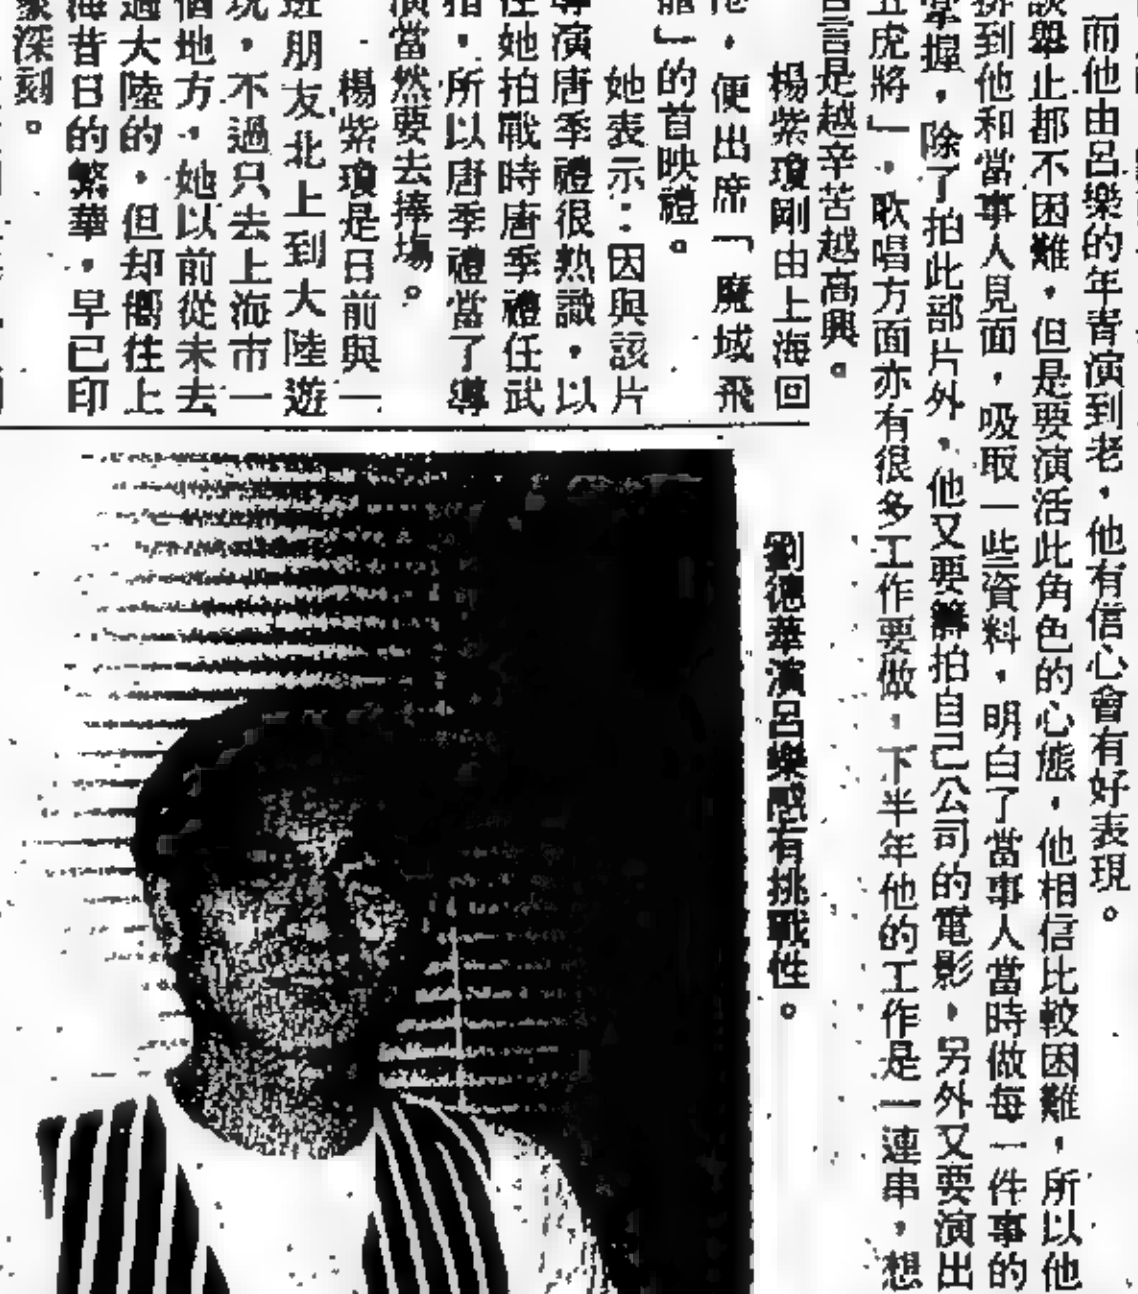 而他由呂樂的年青演到老，他有信心會有好表現。
舉止都不困難，但是要演活此角色的心態，他相信比較困難，所以他
到他和當事人見面，吸取一些資料，明白了當事人當時做每一件事的
掌握，除了拍此部片外，他又要籌拍自己公司的電影，另外又要演出
五虎將」，歌唱方面亦有很多工作要做，下半年他的工作是一連串，想
言是越辛苦越高興。
劉德華演呂樂感有挑戰性。
楊紫瓊剛由上海回
港，便出席「魔域飛
龍」的首映禮。
她表示：因與該片
導演唐季禮很熟識，以
往她拍戰時唐季禮任武
指，所以唐季禮當了導
演當然要去捧場。
楊紫瓊是日前與一
班朋友北上到大陸遊
玩，不過只去上海市一
個地方，她以前從未去
過大陸的，但却嚮往上
海昔日的繁華，早已印
象深刻。